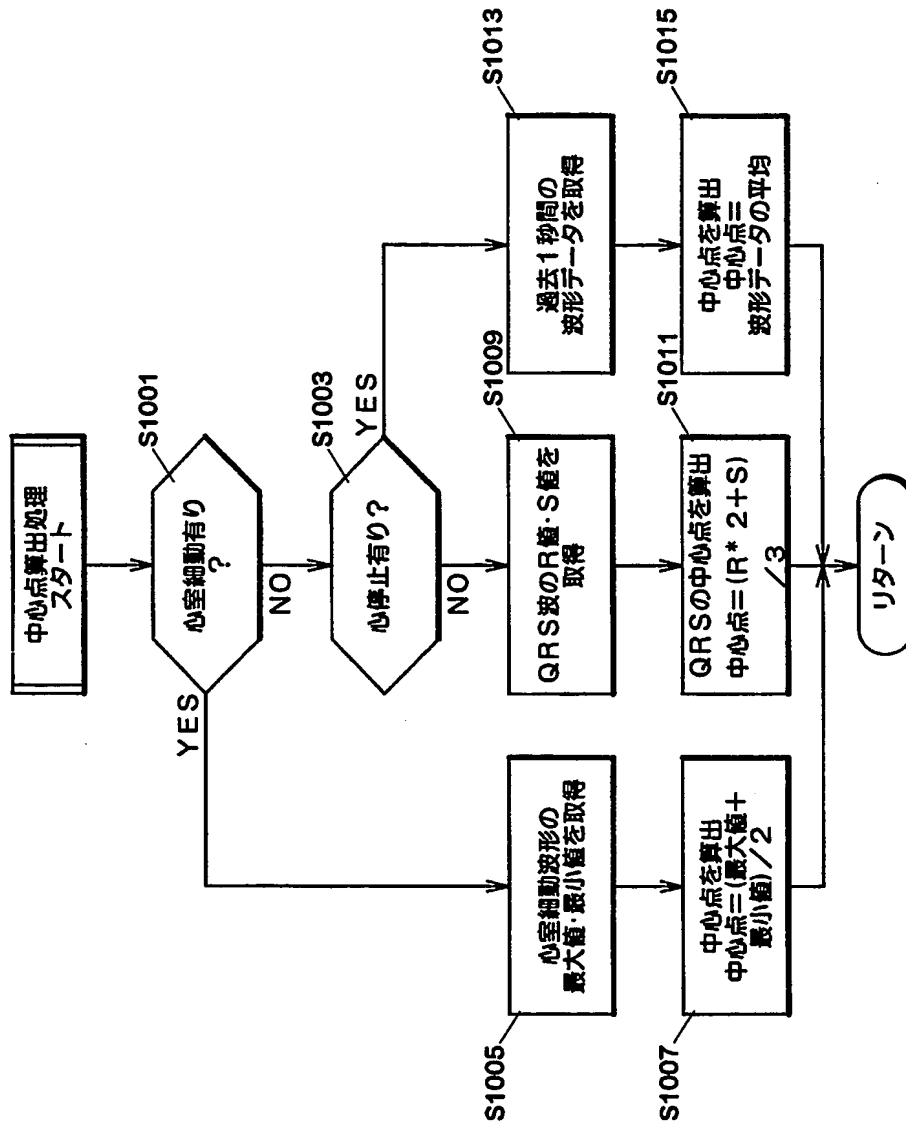 中心点算出処理
スタート
S1001
心室細動有り
?
YES
NO
S1003
心停止有り?
YES
NO
S1005
心室細動波形の
最大値・最小値を取得
S1009
QRS波のR値・S値を
取得
S1013
過去1秒間の
波形データを取得
S1007
中心点を算出
中心点=(最大値+
最小値)/2
S1011
QRSの中心点を算出
中心点=(R*2+S)
/3
S1015
中心点を算出
中心点=
波形データの平均
リターン